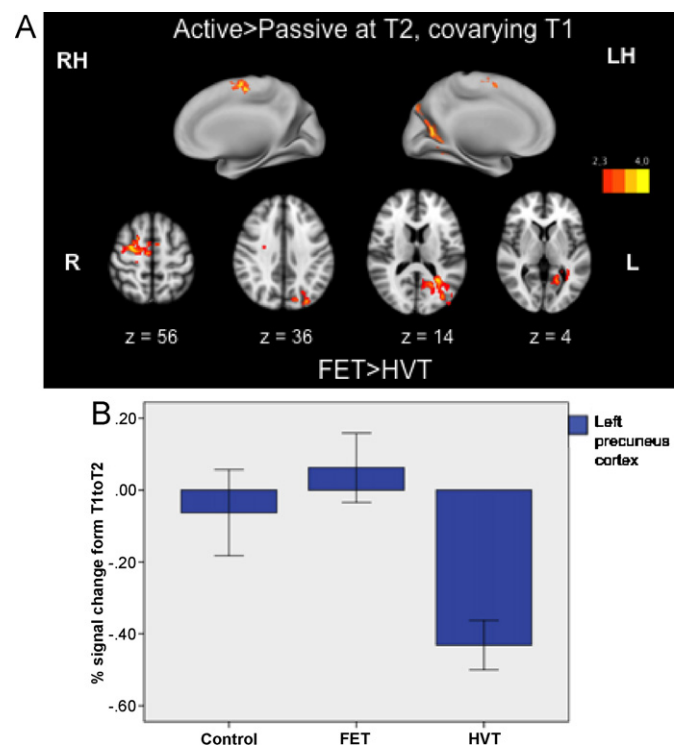 A
Active>Passive at T2, covarying T1
RH
LH
2.3 4.0
R
L
z = 56 z = 36 z = 14 z = 4
FET>HVT
B
% signal change form T1toT2
.20
.00
-.20
-.40
-.60
Control FET HVT
Left
precuneus
cortex